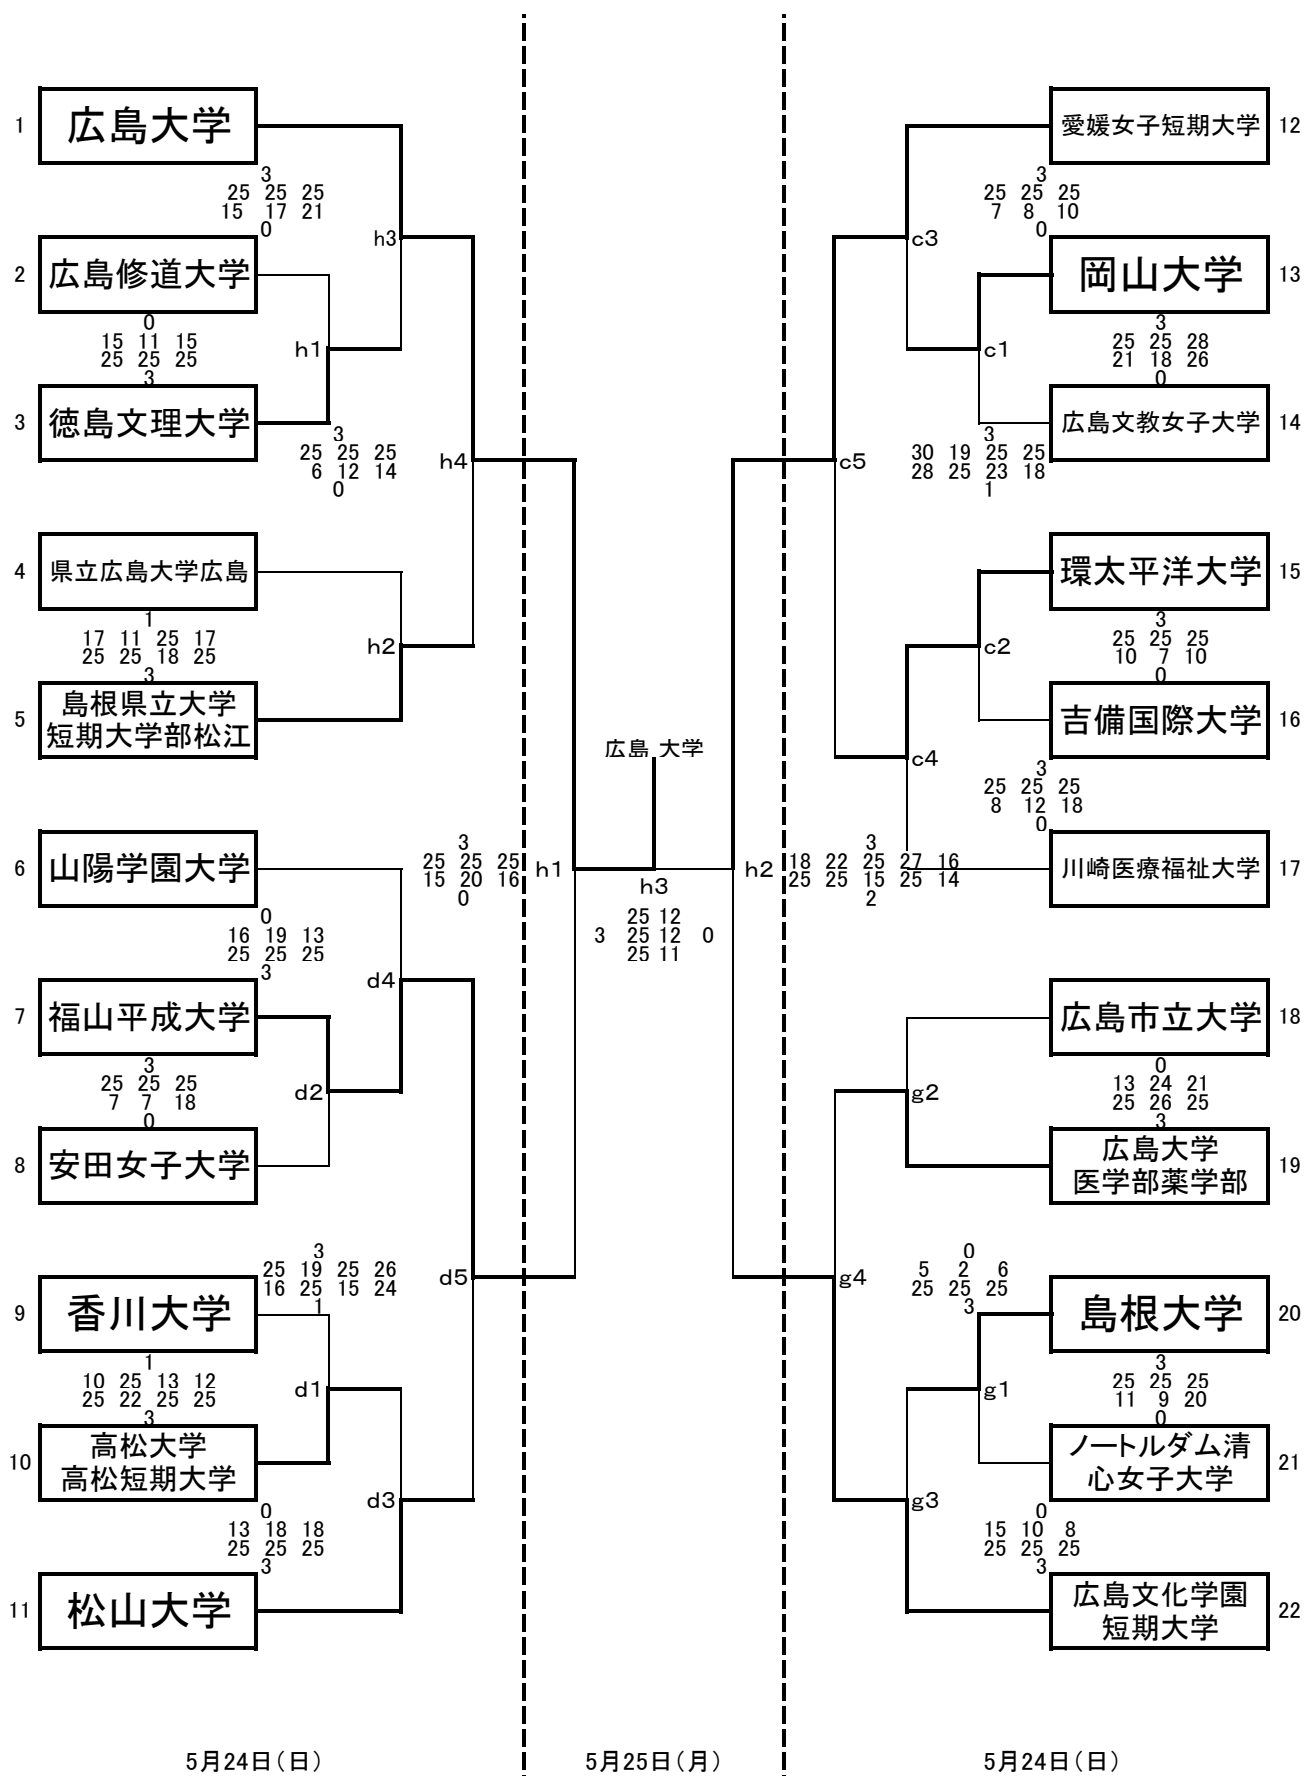 1 広島大学
3
25 25 25
15 17 21
0
h3
2 広島修道大学
0
15 11 15
25 25 25
3
h1
3 徳島文理大学
3
25 25 25
6 12 14
0
h4
4 県立広島大学広島
1
17 11 25 17
25 25 18 25
3
h2
5 島根県立大学
短期大学部松江
6 山陽学園大学
3
25 25 25
15 20 16
0
h1
0
16 19 13
25 25 25
3
d4
7 福山平成大学
3
25 25 25
7 7 18
0
d2
8 安田女子大学
3
25 19 25 26
16 25 15 24
1
d5
9 香川大学
1
10 25 13 12
25 22 25 25
3
d1
10 高松大学
高松短期大学
0
13 18 18
25 25 25
3
d3
11 松山大学
5月24日(日)
広島 大学
h3
25 12
3 25 12 0
25 11
5月25日(月)
愛媛女子短期大学 12
3
25 25 25
7 8 10
0
c3
岡山大学 13
3
25 25 28
21 18 26
0
c1
広島文教女子大学 14
3
30 19 25 25
28 25 23 18
1
c5
環太平洋大学 15
3
25 25 25
10 7 10
0
c2
吉備国際大学 16
3
25 25 25
8 12 18
0
c4
川崎医療福祉大学 17
h2
3
18 22 25 27 16
25 25 15 25 14
2
広島市立大学 18
0
13 24 21
25 26 25
3
g2
広島大学
医学部薬学部 19
0
5 2 6
25 25 25
3
g4
島根大学 20
3
25 25 25
11 9 20
0
g1
ノートルダム清
心女子大学 21
0
15 10 8
25 25 25
3
g3
広島文化学園
短期大学 22
5月24日(日)